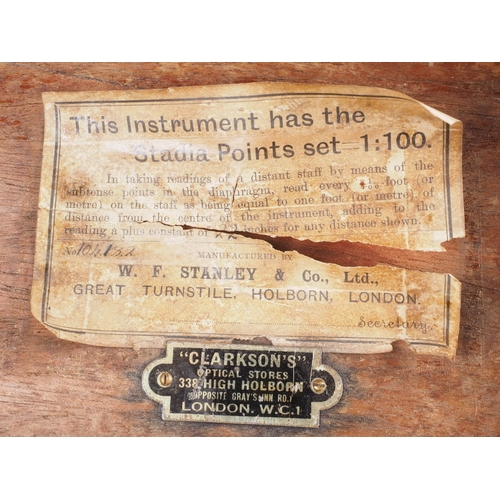 This Instrument has the
Stadia Points set—1:100.
In taking readings of a distant staff by means of the
subtense points in the diaphragm, read every foot (or
metre) on the staff as being equal to one foot (or metre) of
distance from the centre of the instrument, adding to the
reading a plus constant of inches for any distance shown.
No.
MANUFACTURED BY
W. F. STANLEY & Co., Ltd.,
GREAT TURNSTILE, HOLBORN, LONDON.
Secretary.
"CLARKSON'S"
OPTICAL STORES
338, HIGH HOLBORN
(OPPOSITE GRAY'S INN RD.)
LONDON. W.C.1